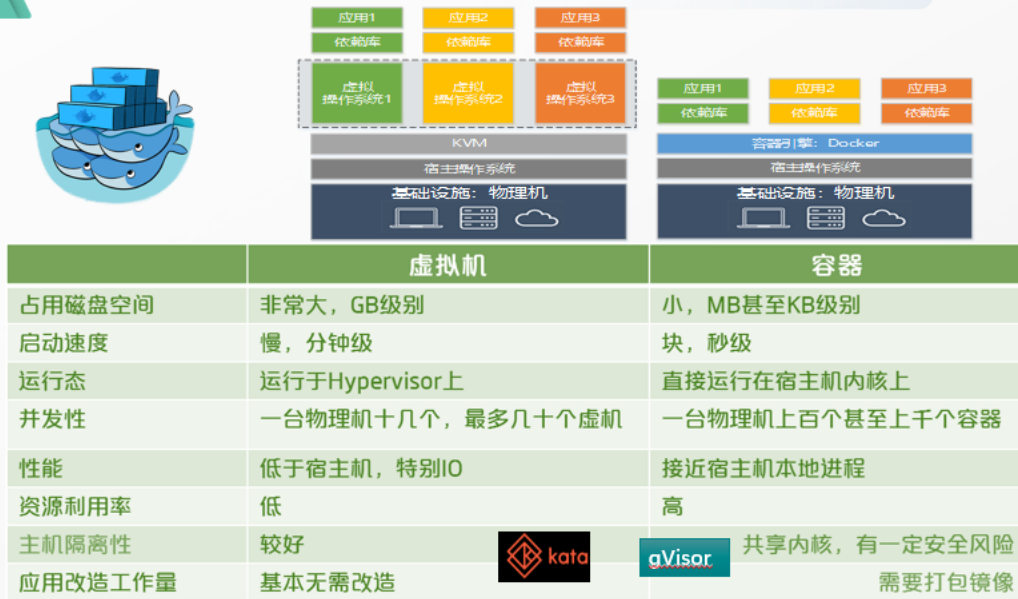 应用1 应用2 应用3
依赖库 依赖库 依赖库
虚拟 虚拟 虚拟
操作系统1 操作系统2 操作系统3
KVM
宿主操作系统
基础设施：物理机
应用1 应用2 应用3
依赖库 依赖库 依赖库
容器引擎：Docker
宿主操作系统
基础设施：物理机
虚拟机 容器
占用磁盘空间 非常大，GB级别 小，MB甚至KB级别
启动速度 慢，分钟级 块，秒级
运行态 运行于Hypervisor上 直接运行在宿主机内核上
并发性 一台物理机十几个，最多几十个虚机 一台物理机上百个甚至上千个容器
性能 低于宿主机，特别IO 接近宿主机本地进程
资源利用率 低 高
主机隔离性 较好 kata gVisor 共享内核，有一定安全风险
应用改造工作量 基本无需改造 需要打包镜像